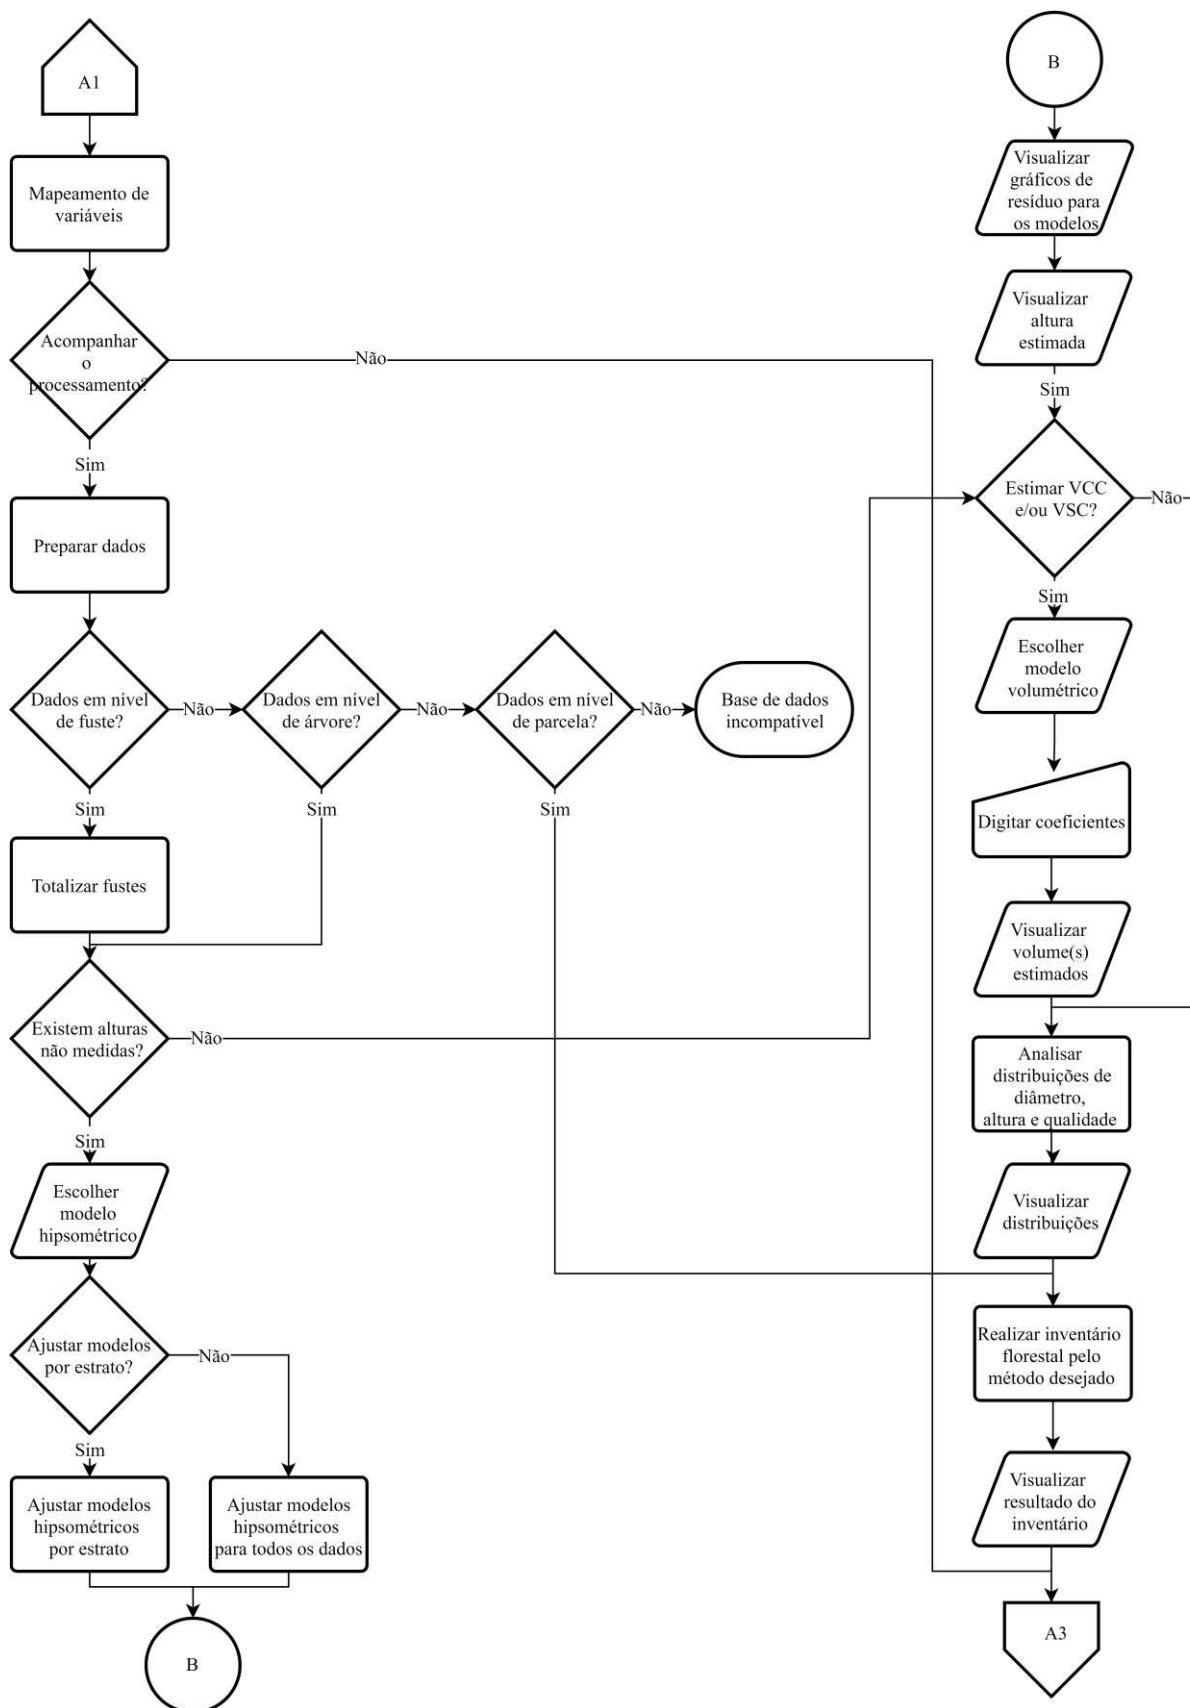 A1
Mapeamento de
variáveis
Acompanhar
o
processamento?
Não
Sim
Preparar dados
Dados em nível
de fuste?
Não
Dados em nível
de árvore?
Não
Dados em nível
de parcela?
Não
Base de dados
incompatível
Sim
Sim
Sim
Totalizar fustes
Existem alturas
não medidas?
Não
Sim
Escolher
modelo
hipsométrico
Ajustar modelos
por estrato?
Não
Sim
Ajustar modelos
hipsométricos
por estrato
Ajustar modelos
hipsométricos
para todos os dados
B
B
Visualizar
gráficos de
resíduo para
os modelos
Visualizar
altura
estimada
Sim
Estimar VCC
e/ou VSC?
Não
Sim
Escolher
modelo
volumétrico
Digitar coeficientes
Visualizar
volume(s)
estimados
Analisar
distribuições de
diâmetro,
altura e qualidade
Visualizar
distribuições
Realizar inventário
florestal pelo
método desejado
Visualizar
resultado do
inventário
A3